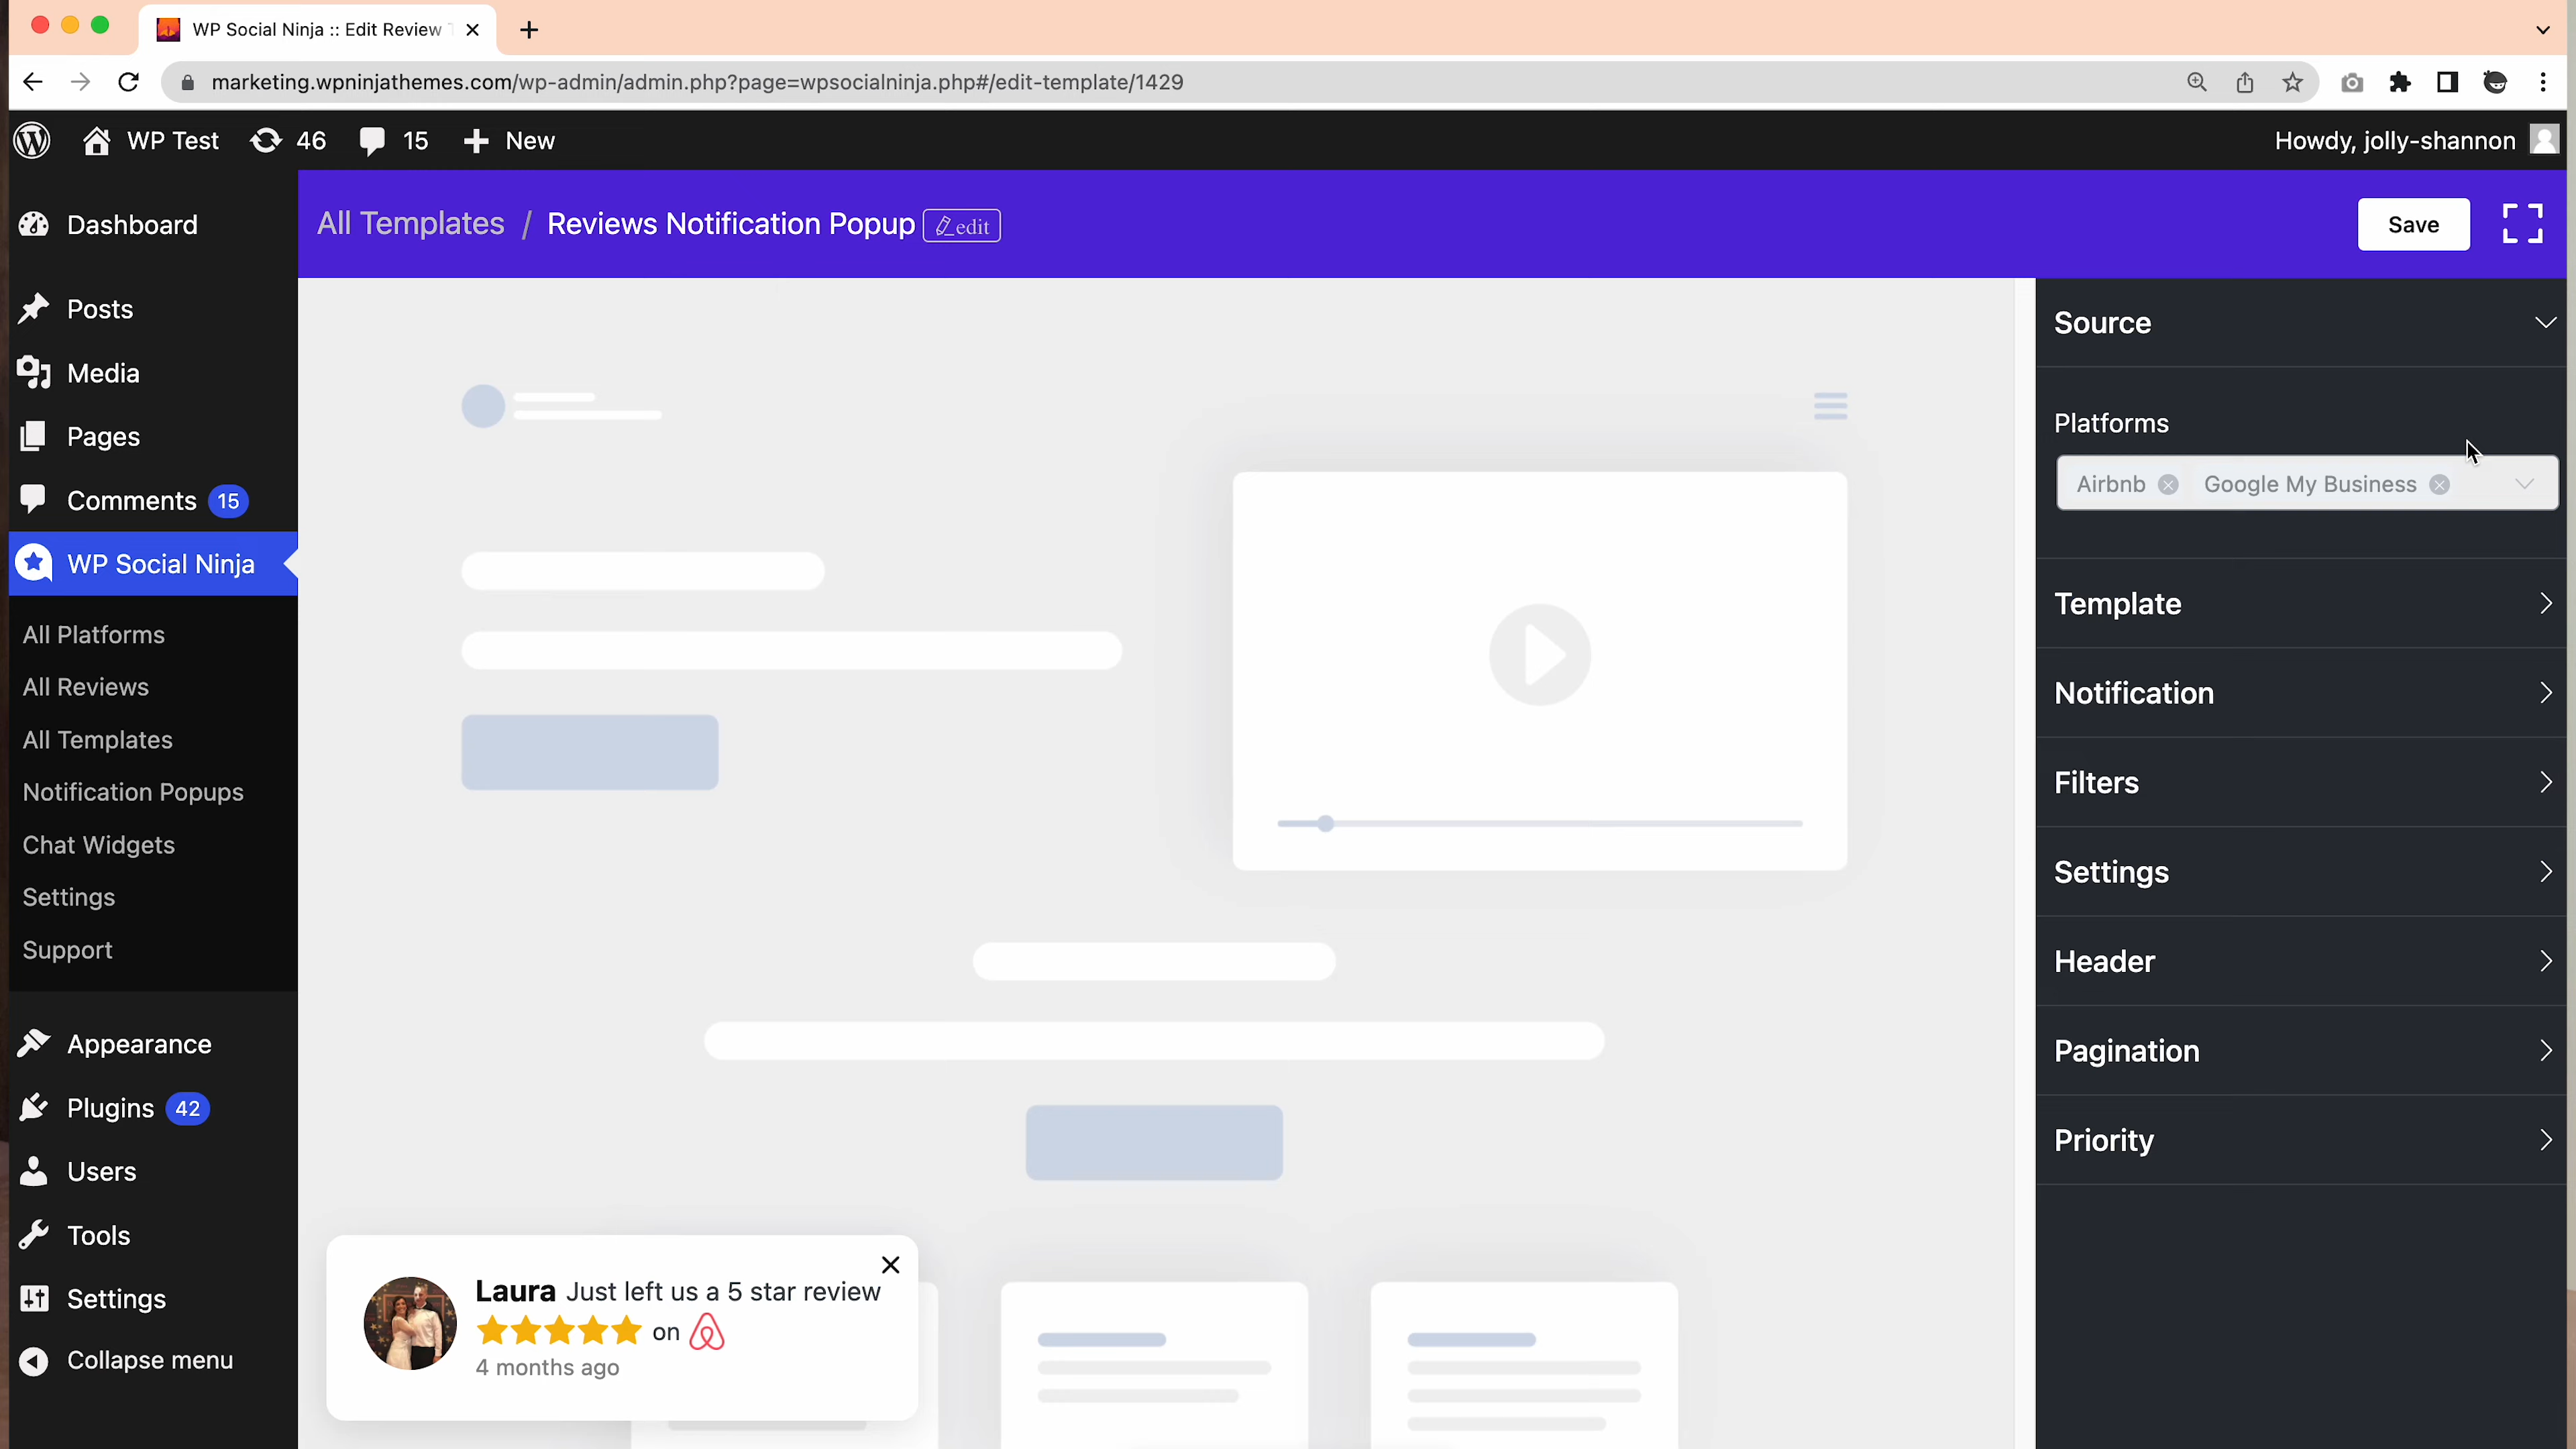 WP Social Ninja :: Edit Review
marketing.wpninjathemes.com/wp-admin/admin.php?page=wpsocialninja.php#/edit-template/1429
WP Test 46 15 New Howdy, jolly-shannon
Dashboard
Posts
Media
Pages
Comments 15
WP Social Ninja
All Platforms
All Reviews
All Templates
Notification Popups
Chat Widgets
Settings
Support
Appearance
Plugins 42
Users
Tools
Settings
Collapse menu
All Templates / Reviews Notification Popup edit
Save
Laura Just left us a 5 star review
on
4 months ago
Source
Platforms
Airbnb Google My Business
Template
Notification
Filters
Settings
Header
Pagination
Priority